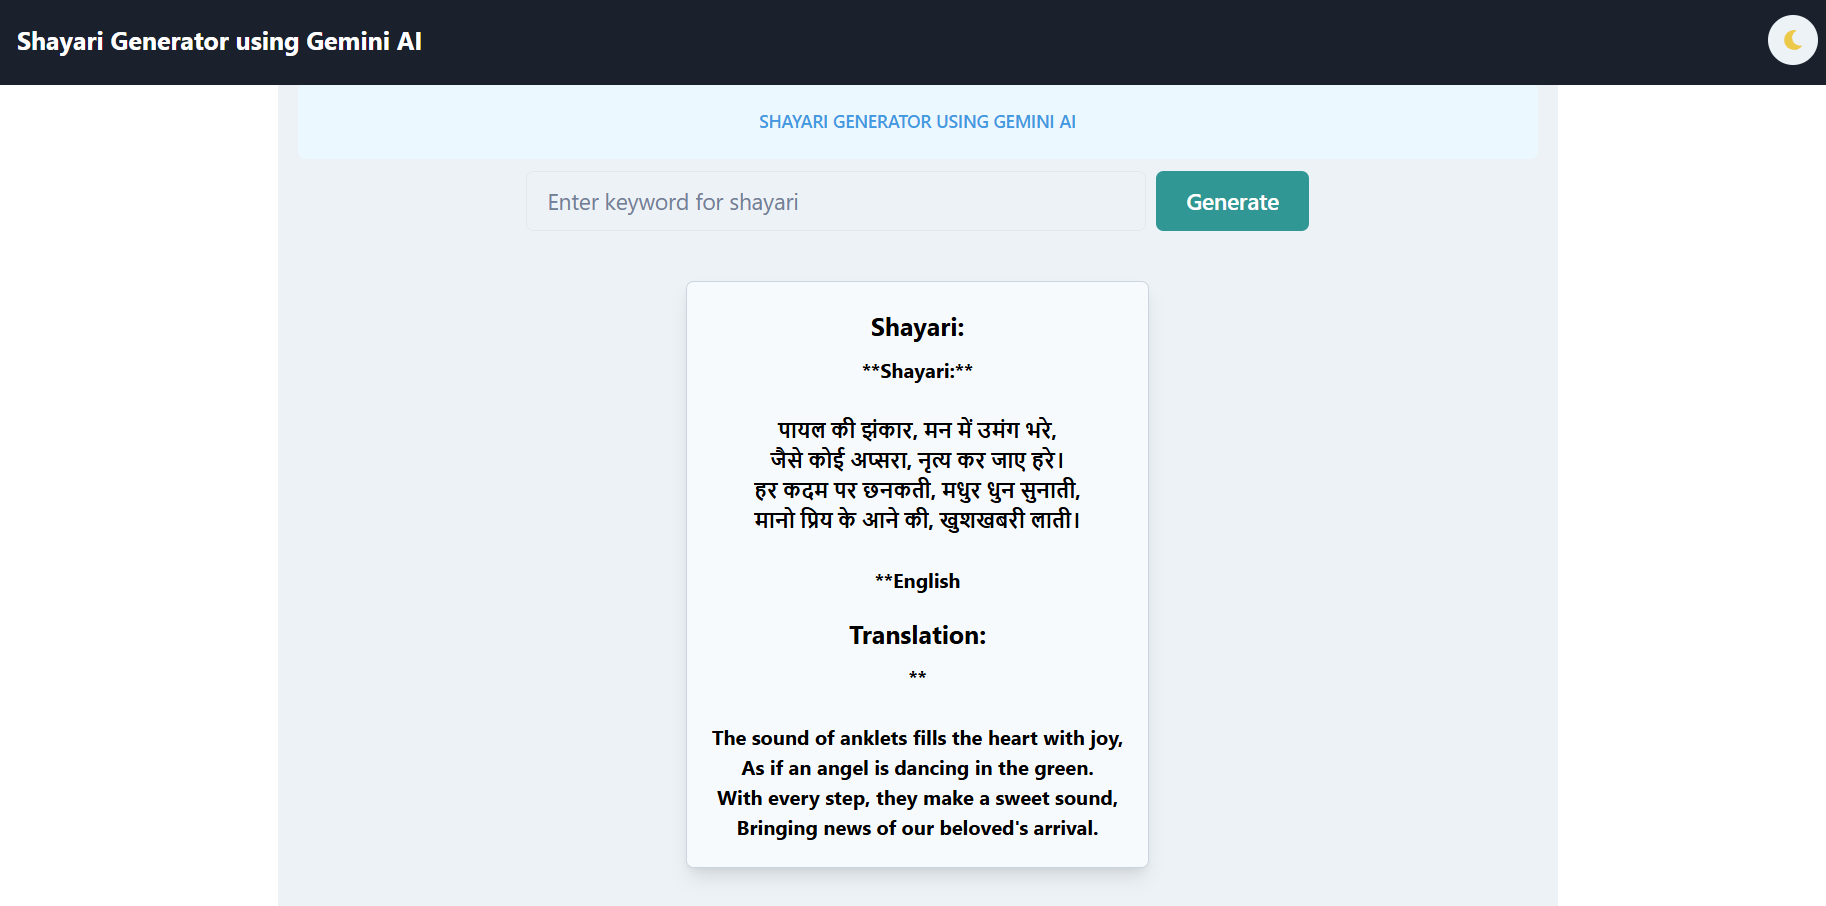 Shayari Generator using Gemini AI
SHAYARI GENERATOR USING GEMINI AI
Enter keyword for shayari
Generate
Shayari:
**Shayari:**
पायल की झंकार, मन में उमंग भरे,
जैसे कोई अप्सरा, नृत्य कर जाए हरे।
हर कदम पर छनकती, मधुर धुन सुनाती,
मानो प्रिय के आने की, खुशखबरी लाती।
**English
Translation:
**
The sound of anklets fills the heart with joy,
As if an angel is dancing in the green.
With every step, they make a sweet sound,
Bringing news of our beloved's arrival.